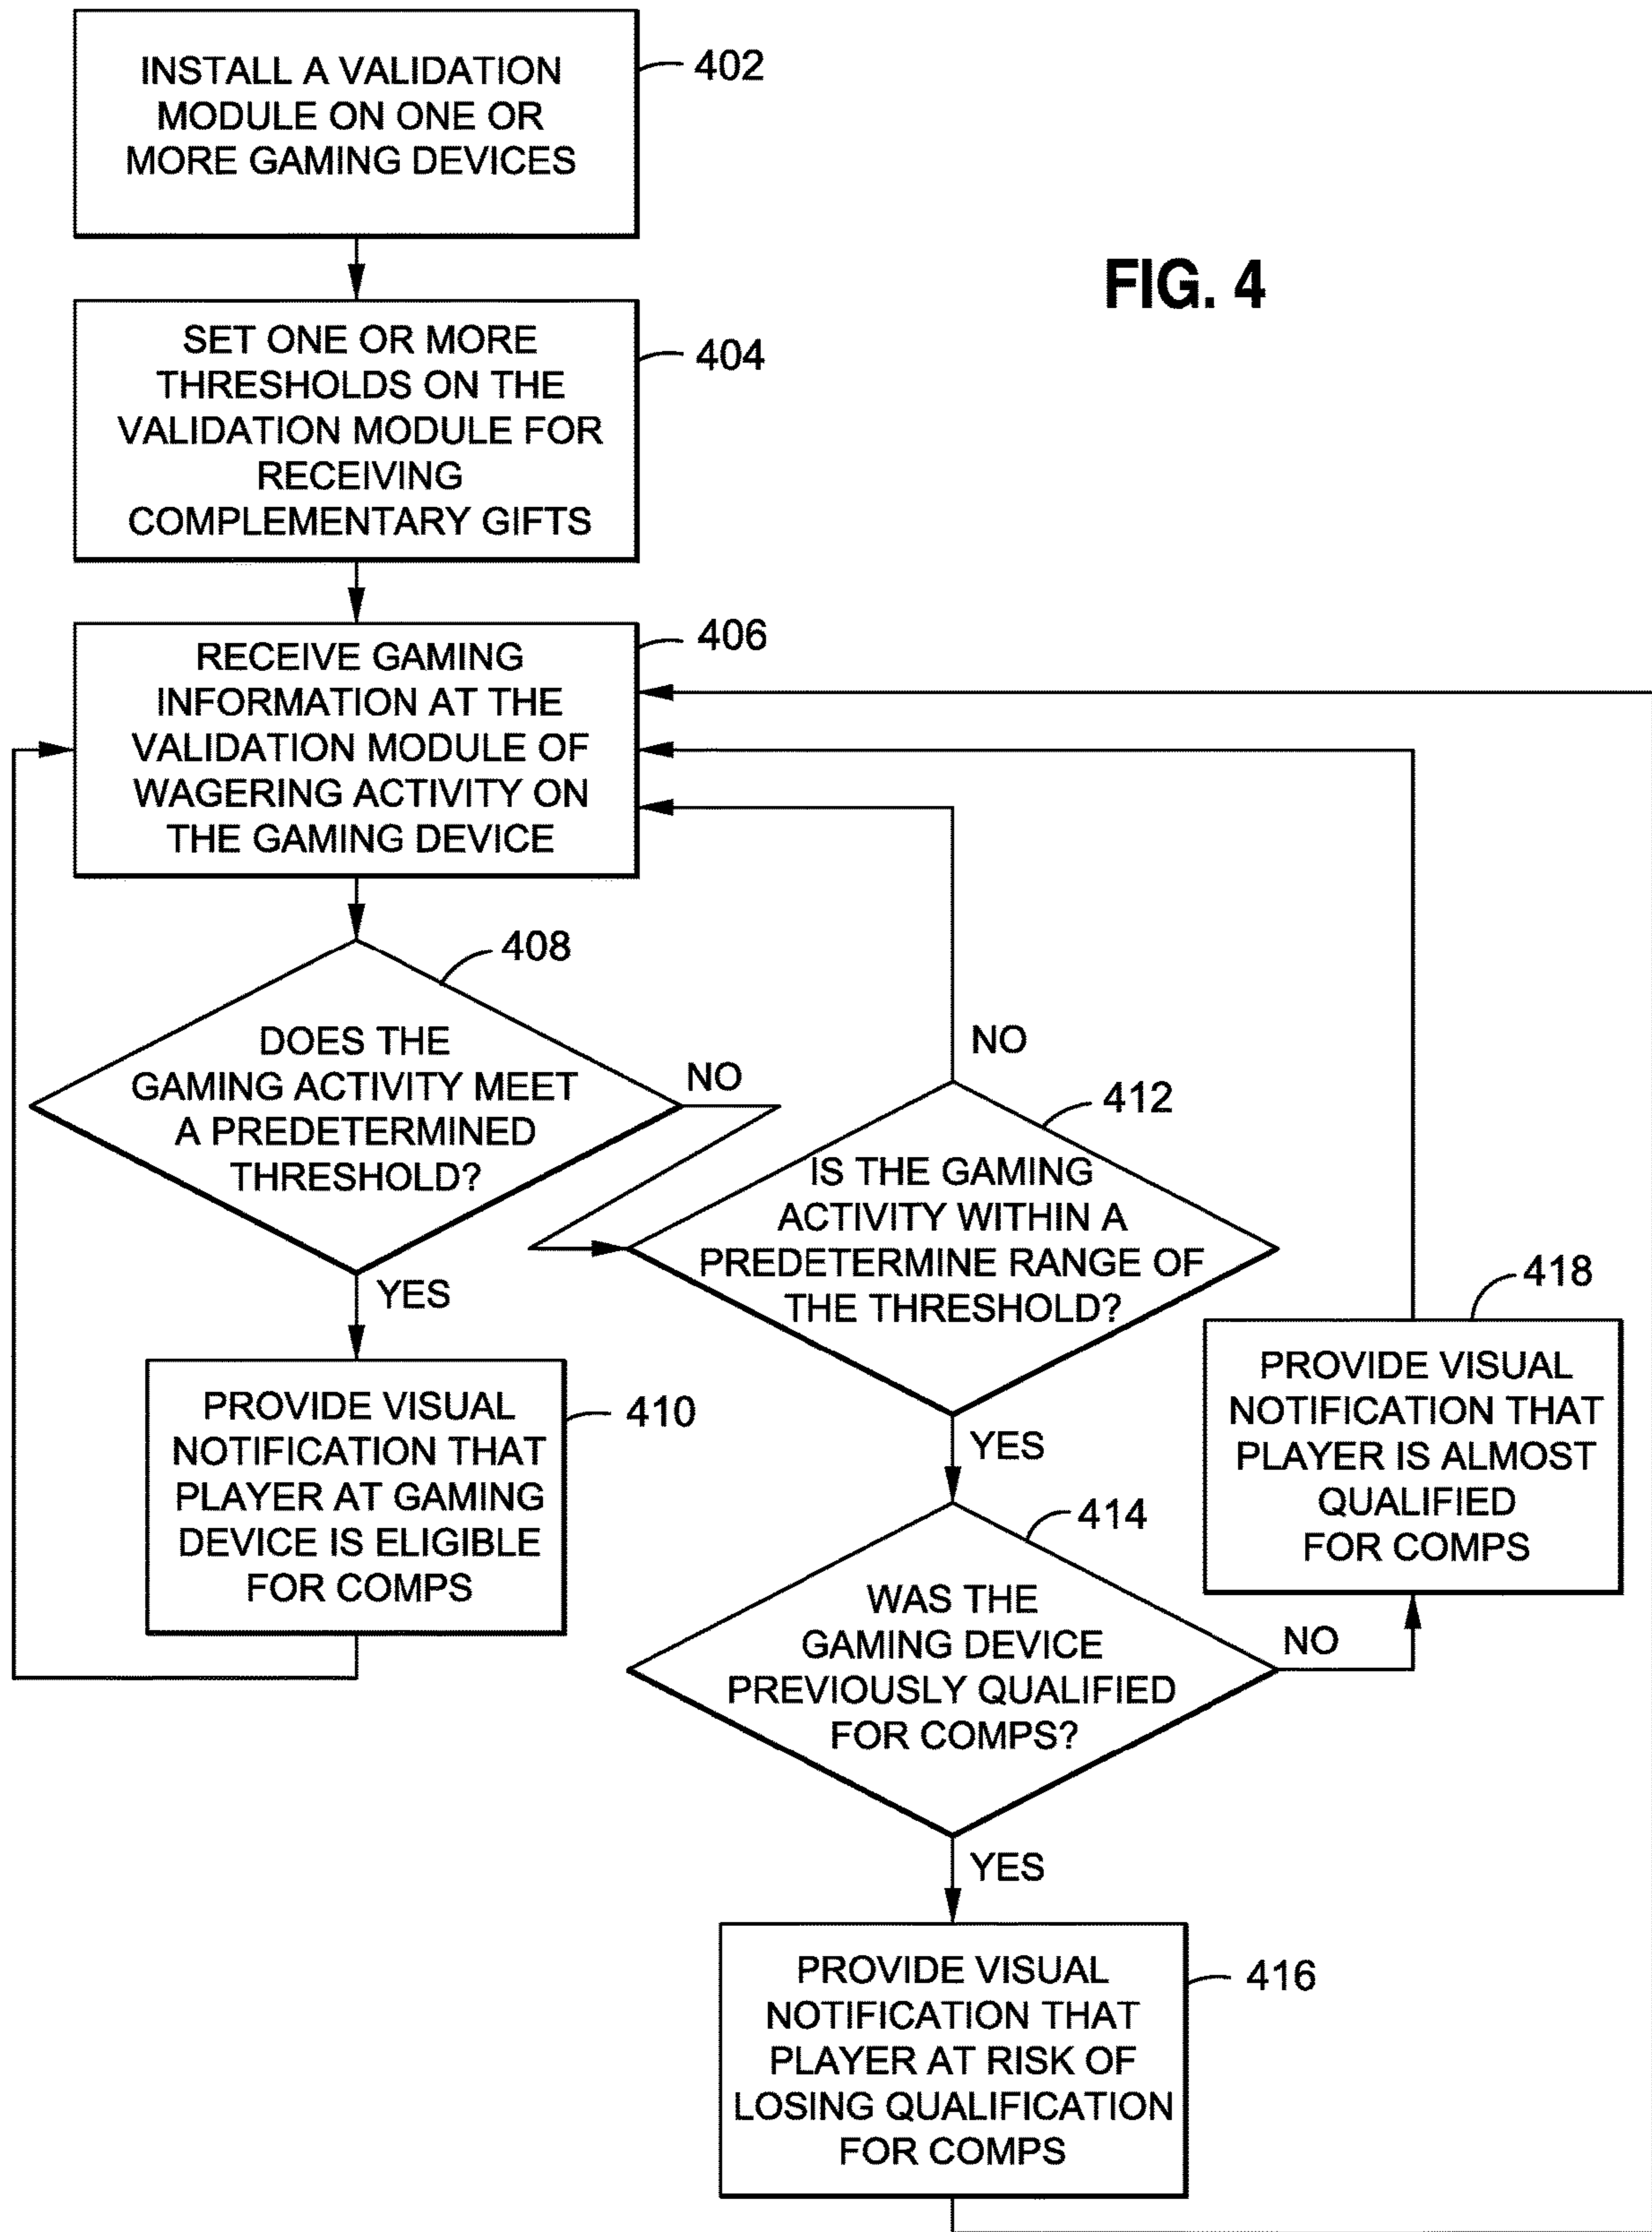 INSTALL A VALIDATION
MODULE ON ONE OR
MORE GAMING DEVICES
402
FIG. 4
SET ONE OR MORE
THRESHOLDS ON THE
VALIDATION MODULE FOR
RECEIVING
COMPLEMENTARY GIFTS
404
RECEIVE GAMING
INFORMATION AT THE
VALIDATION MODULE OF
WAGERING ACTIVITY ON
THE GAMING DEVICE
406
408
DOES THE
GAMING ACTIVITY MEET
A PREDETERMINED
THRESHOLD?
NO
YES
PROVIDE VISUAL
NOTIFICATION THAT
PLAYER AT GAMING
DEVICE IS ELIGIBLE
FOR COMPS
410
NO
412
IS THE GAMING
ACTIVITY WITHIN A
PREDETERMINE RANGE OF
THE THRESHOLD?
YES
414
WAS THE
GAMING DEVICE
PREVIOUSLY QUALIFIED
FOR COMPS?
NO
418
PROVIDE VISUAL
NOTIFICATION THAT
PLAYER IS ALMOST
QUALIFIED
FOR COMPS
YES
PROVIDE VISUAL
NOTIFICATION THAT
PLAYER AT RISK OF
LOSING QUALIFICATION
FOR COMPS
416